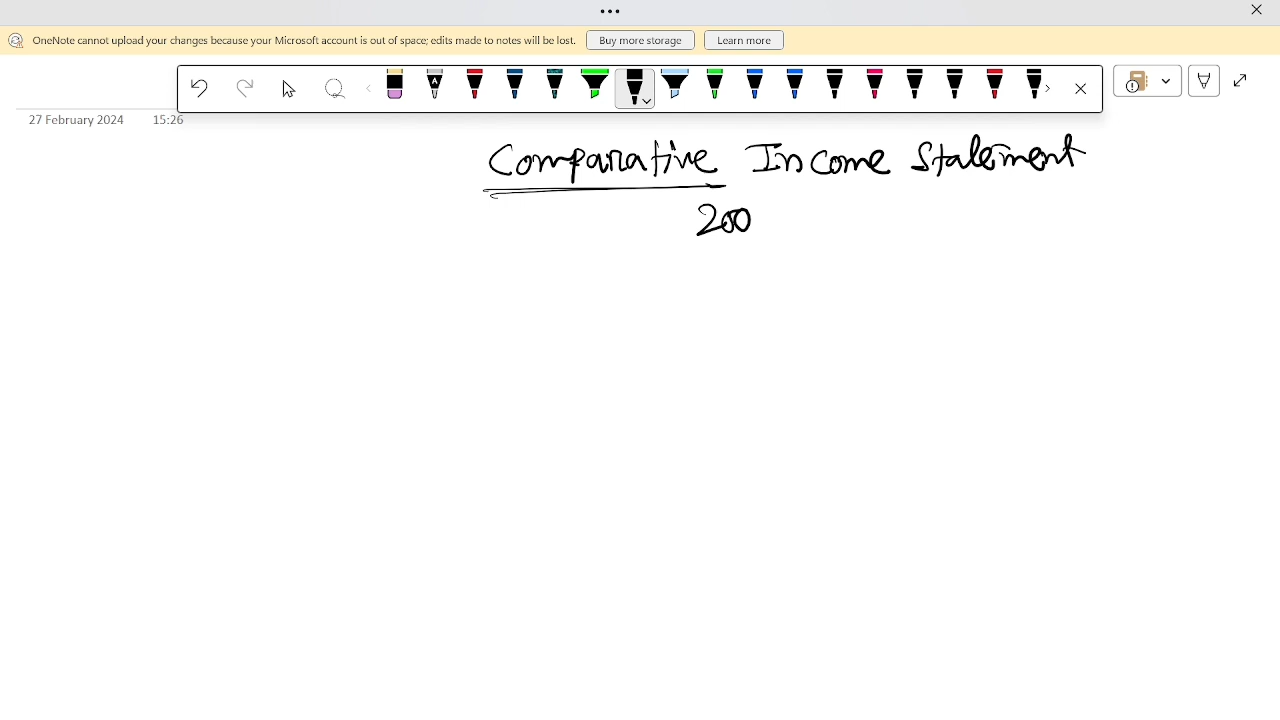 OneNote cannot upload your changes because your Microsoft account is out of space; edits made to notes will be lost. Buy more storage Learn more
A
27 February 2024 15:26
Comparative Income Statement
200